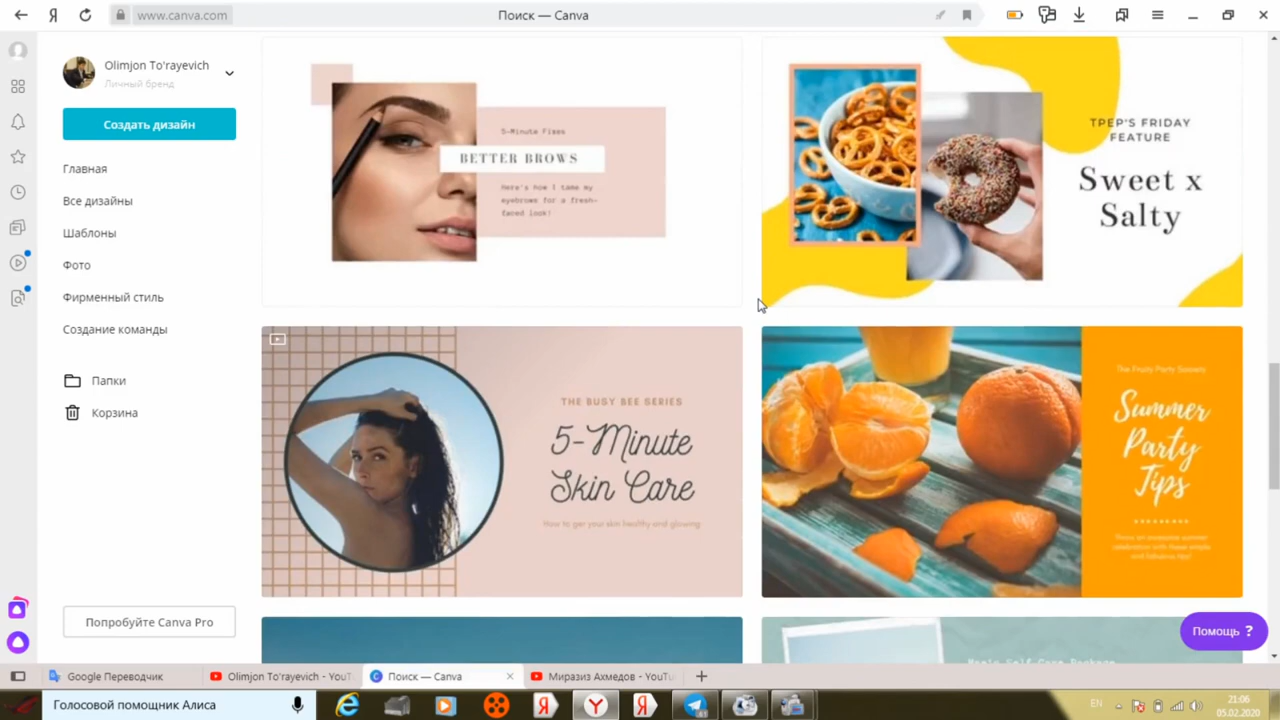 Я
www.canva.com
Поиск — Canva
Olimjon To'rayevich
Личный бренд
Создать дизайн
Главная
Все дизайны
Шаблоны
Фото
Фирменный стиль
Создание команды
Папки
Корзина
Попробуйте Canva Pro
5-Minute Fixes
BETTER BROWS
Here's how I tame my
eyebrows for a fresh-
faced look!
TPEP'S FRIDAY
FEATURE
Sweet x
Salty
THE BUSY BEE SERIES
5-Minute
Skin Care
How to get your skin healthy and glowing
The Fruity Party Season
Summer
Party
Tips
Помощь ?
Google Переводчик
Olimjon To'rayevich - YouT
Поиск — Canva
Миразиз Ахмедов - YouTu
Голосовой помощник Алиса
EN
21:06
05.02.2020